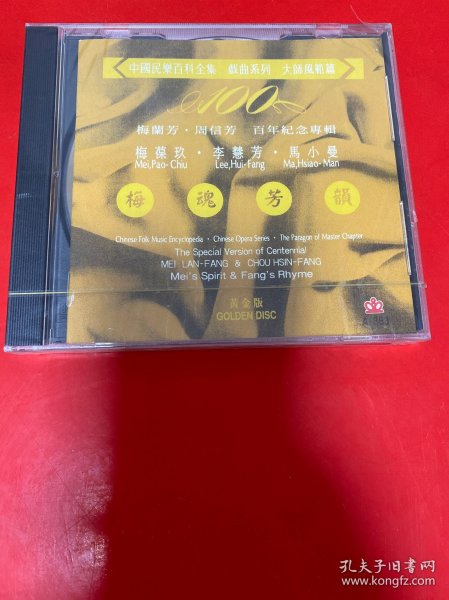 中國民樂百科全集 戲曲系列 大師風範篇
100
梅蘭芳·周信芳 百年紀念專輯
梅葆玖·李慧芳·馬小曼
Mei,Pao-Chiu Lee,Hui-Fang Ma,Hsiao-Man
梅 魂 芳 韻
Chinese Folk Music Encyclopedia · Chinese Opera Series · The Paragon of Master Chapter
The Special Version of Centennial
MEI LAN-FANG & CHOU HSIN-FANG
Mei's Spirit & Fang's Rhyme
黃金版
GOLDEN DISC
孔夫子旧书网
www.kongfz.com